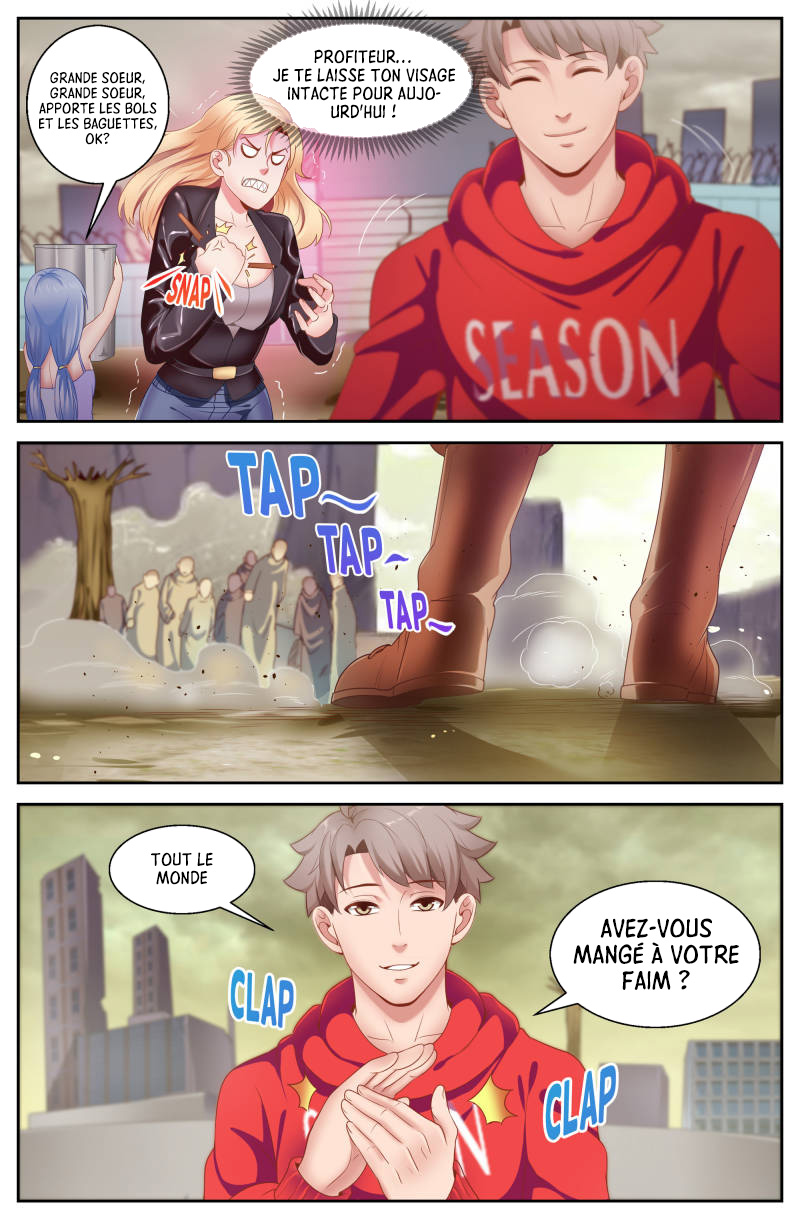 PROFITEUR...
JE TE LAISSE TON VISAGE
INTACTE POUR AUJO-
URD'HUI !
GRANDE SOEUR,
GRANDE SOEUR,
APPORTE LES BOLS
ET LES BAGUETTES,
OK?
SNAP
SEASON
TAP~
TAP~
TAP~
TOUT LE
MONDE
AVEZ-VOUS
MANGÉ À VOTRE
FAIM ?
CLAP
CLAP
S ON